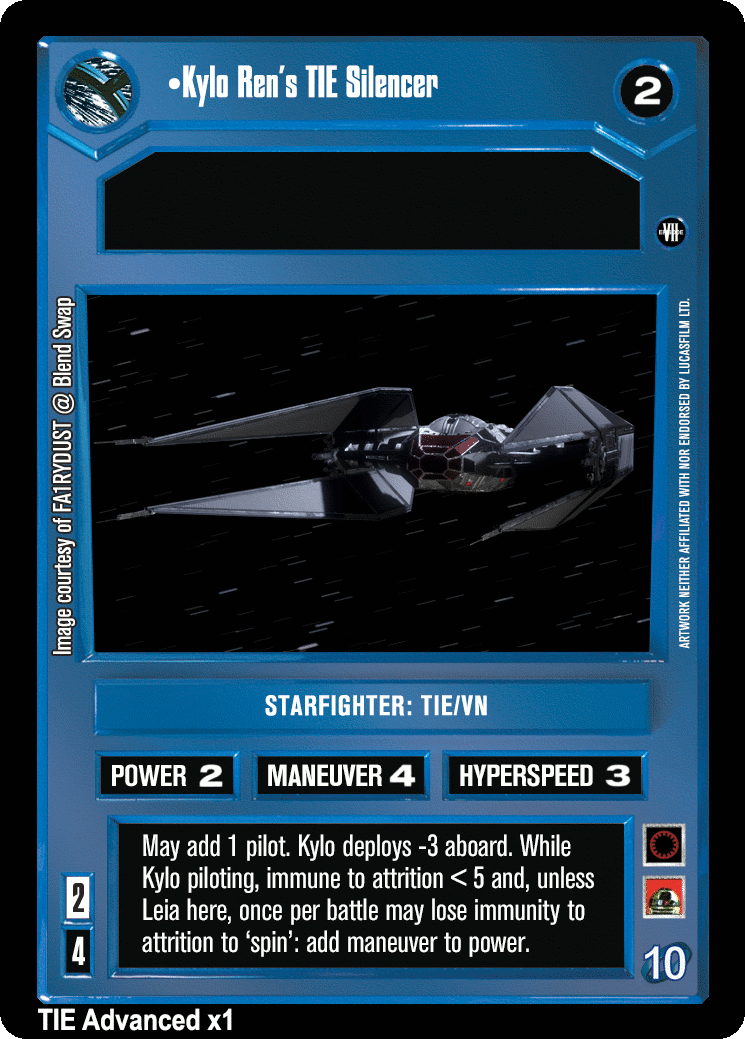 •Kylo Ren's TIE Silencer
2
EPISODE
VII
Image courtesy of FA1RYDUST @ Blend Swap
ARTWORK NEITHER AFFILIATED WITH NOR ENDORSED BY LUCASFILM LTD.
STARFIGHTER: TIE/VN
POWER 2
MANEUVER 4
HYPERSPEED 3
May add 1 pilot. Kylo deploys -3 aboard. While
Kylo piloting, immune to attrition < 5 and, unless
Leia here, once per battle may lose immunity to
attrition to ‘spin’: add maneuver to power.
2
4
10
TIE Advanced x1